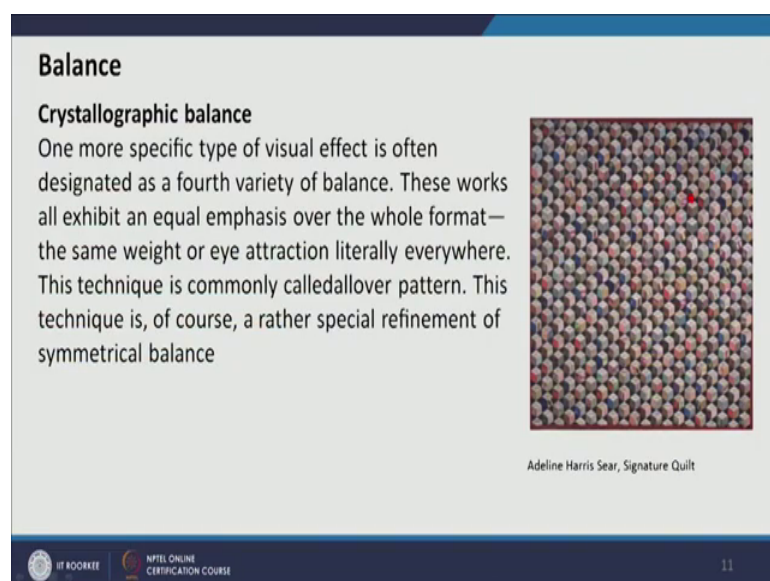 Balance
Crystallographic balance
One more specific type of visual effect is often
designated as a fourth variety of balance. These works
all exhibit an equal emphasis over the whole format—
the same weight or eye attraction literally everywhere.
This technique is commonly calledallover pattern. This
technique is, of course, a rather special refinement of
symmetrical balance
Adeline Harris Sear, Signature Quilt
IIT ROORKEE
NPTEL ONLINE
CERTIFICATION COURSE
11